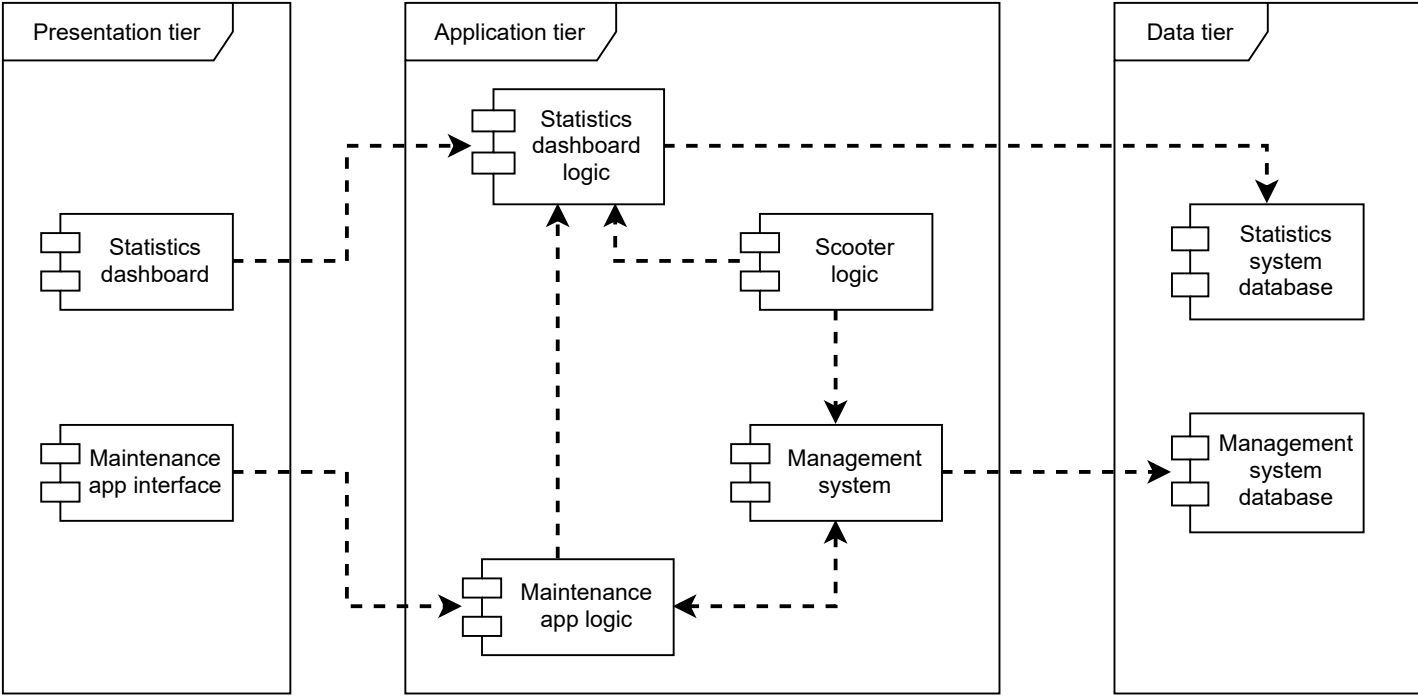 Presentation tier
Application tier
Data tier
Statistics
dashboard
logic
Statistics
dashboard
Scooter
logic
Statistics
system
database
Maintenance
app interface
Management
system
Management
system
database
Maintenance
app logic